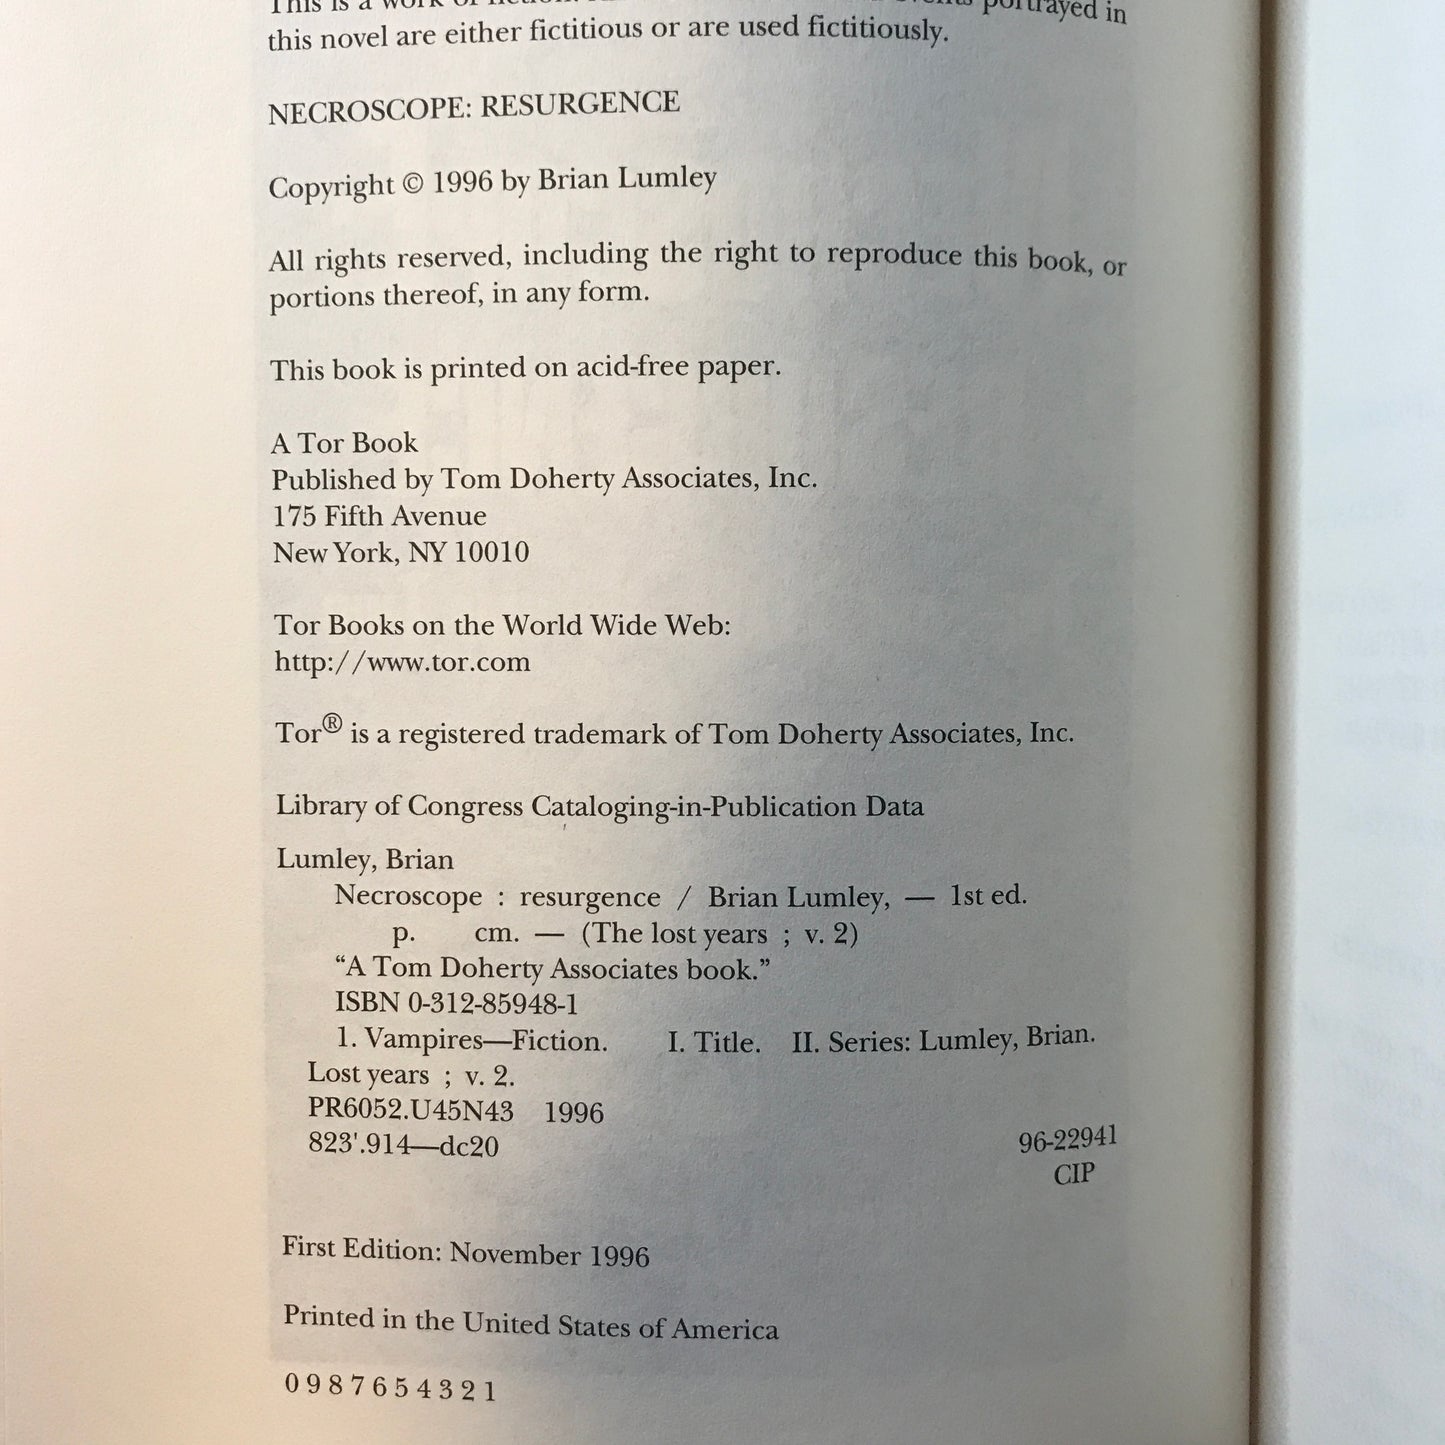 This is a work of fiction. portrayed in
this novel are either fictitious or are used fictitiously.
NECROSCOPE: RESURGENCE
Copyright © 1996 by Brian Lumley
All rights reserved, including the right to reproduce this book, or
portions thereof, in any form.
This book is printed on acid-free paper.
A Tor Book
Published by Tom Doherty Associates, Inc.
175 Fifth Avenue
New York, NY 10010
Tor Books on the World Wide Web:
http://www.tor.com
Tor® is a registered trademark of Tom Doherty Associates, Inc.
Library of Congress Cataloging-in-Publication Data
Lumley, Brian
Necroscope : resurgence / Brian Lumley, — 1st ed.
p. cm. — (The lost years ; v. 2)
“A Tom Doherty Associates book.”
ISBN 0-312-85948-1
1. Vampires—Fiction. I. Title. II. Series: Lumley, Brian.
Lost years ; v. 2.
PR6052.U45N43 1996
823'.914—dc20 96-22941
CIP
First Edition: November 1996
Printed in the United States of America
0 9 8 7 6 5 4 3 2 1